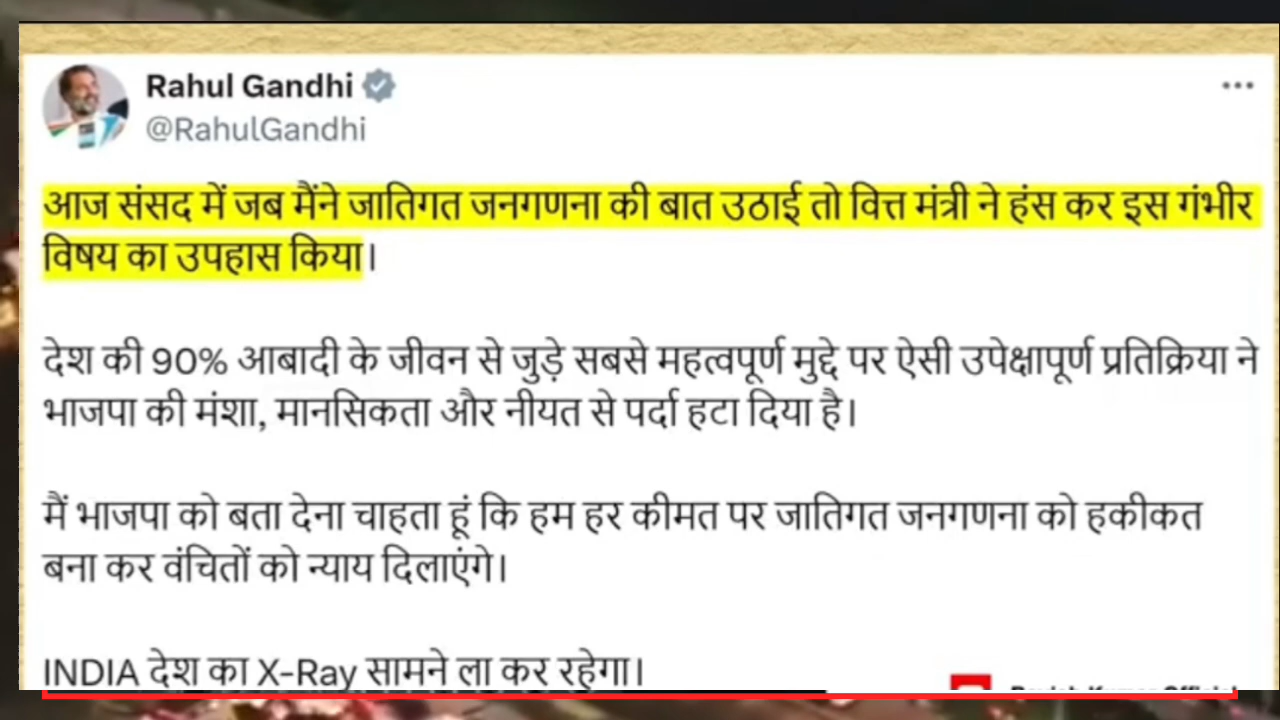 Rahul Gandhi
@RahulGandhi
आज संसद में जब मैंने जातिगत जनगणना की बात उठाई तो वित्त मंत्री ने हंस कर इस गंभीर
विषय का उपहास किया।
देश की 90% आबादी के जीवन से जुड़े सबसे महत्वपूर्ण मुद्दे पर ऐसी उपेक्षापूर्ण प्रतिक्रिया ने
भाजपा की मंशा, मानसिकता और नीयत से पर्दा हटा दिया है।
मैं भाजपा को बता देना चाहता हूं कि हम हर कीमत पर जातिगत जनगणना को हकीकत
बना कर वंचितों को न्याय दिलाएंगे।
INDIA देश का X-Ray सामने ला कर रहेगा।